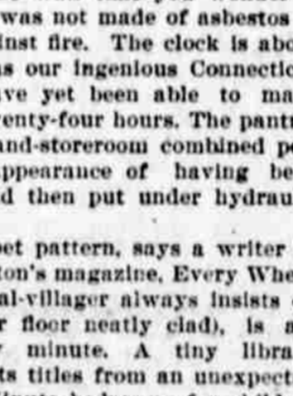 was not made of asbestos
inst fire. The clock is abo
as our ingenious Connectic
ve yet been able to ma
enty-four hours. The pant
and-storeroom combined p
appearance of having be
d then put under hydrau
et pattern, says a writer
ton's magazine, Every Whe
al-villager always insists
r floor neatly clad), is a
minute. A tiny libra
ts titles from an unexpect